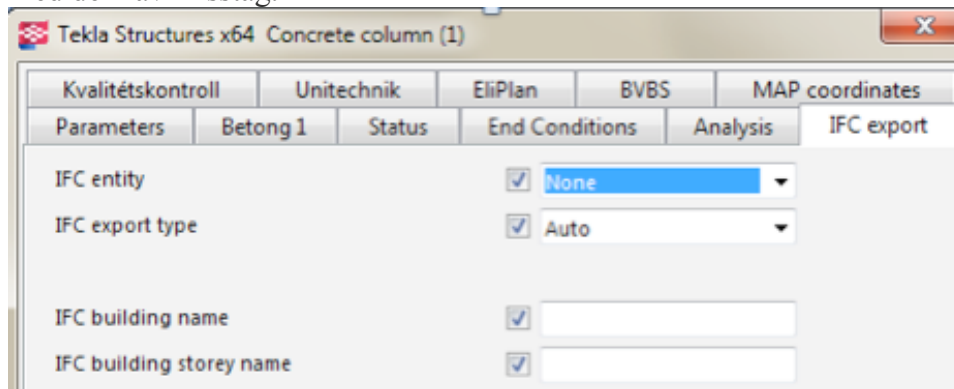 Tekla Structures x64 Concrete column (1)
Kvalitétskontroll Unitechnik EliPlan BVBS MAP coordinates
Parameters Betong 1 Status End Conditions Analysis IFC export
IFC entity None
IFC export type Auto
IFC building name
IFC building storey name